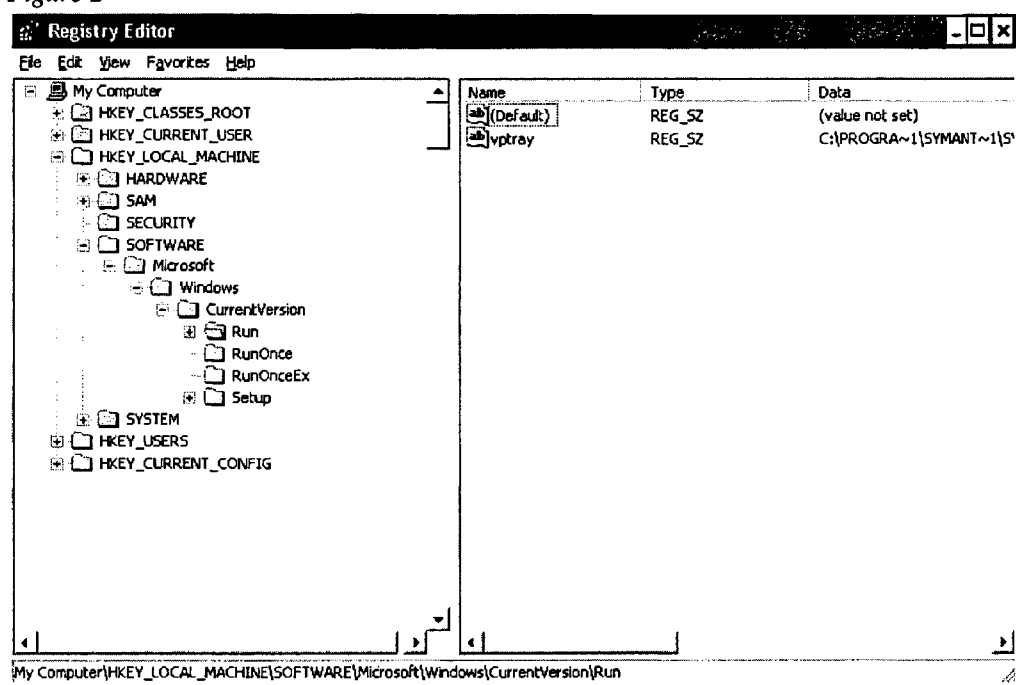 Registry Editor
File Edit View Favorites Help
My Computer
HKEY_CLASSES_ROOT
HKEY_CURRENT_USER
HKEY_LOCAL_MACHINE
HARDWARE
SAM
SECURITY
SOFTWARE
Microsoft
Windows
CurrentVersion
Run
RunOnce
RunOnceEx
Setup
SYSTEM
HKEY_USERS
HKEY_CURRENT_CONFIG
Name Type Data
ab (Default) REG_SZ (value not set)
ab vptray REG_SZ C:\PROGRA~1\SYMANT~1\S
My Computer\HKEY_LOCAL_MACHINE\SOFTWARE\Microsoft\Windows\CurrentVersion\Run